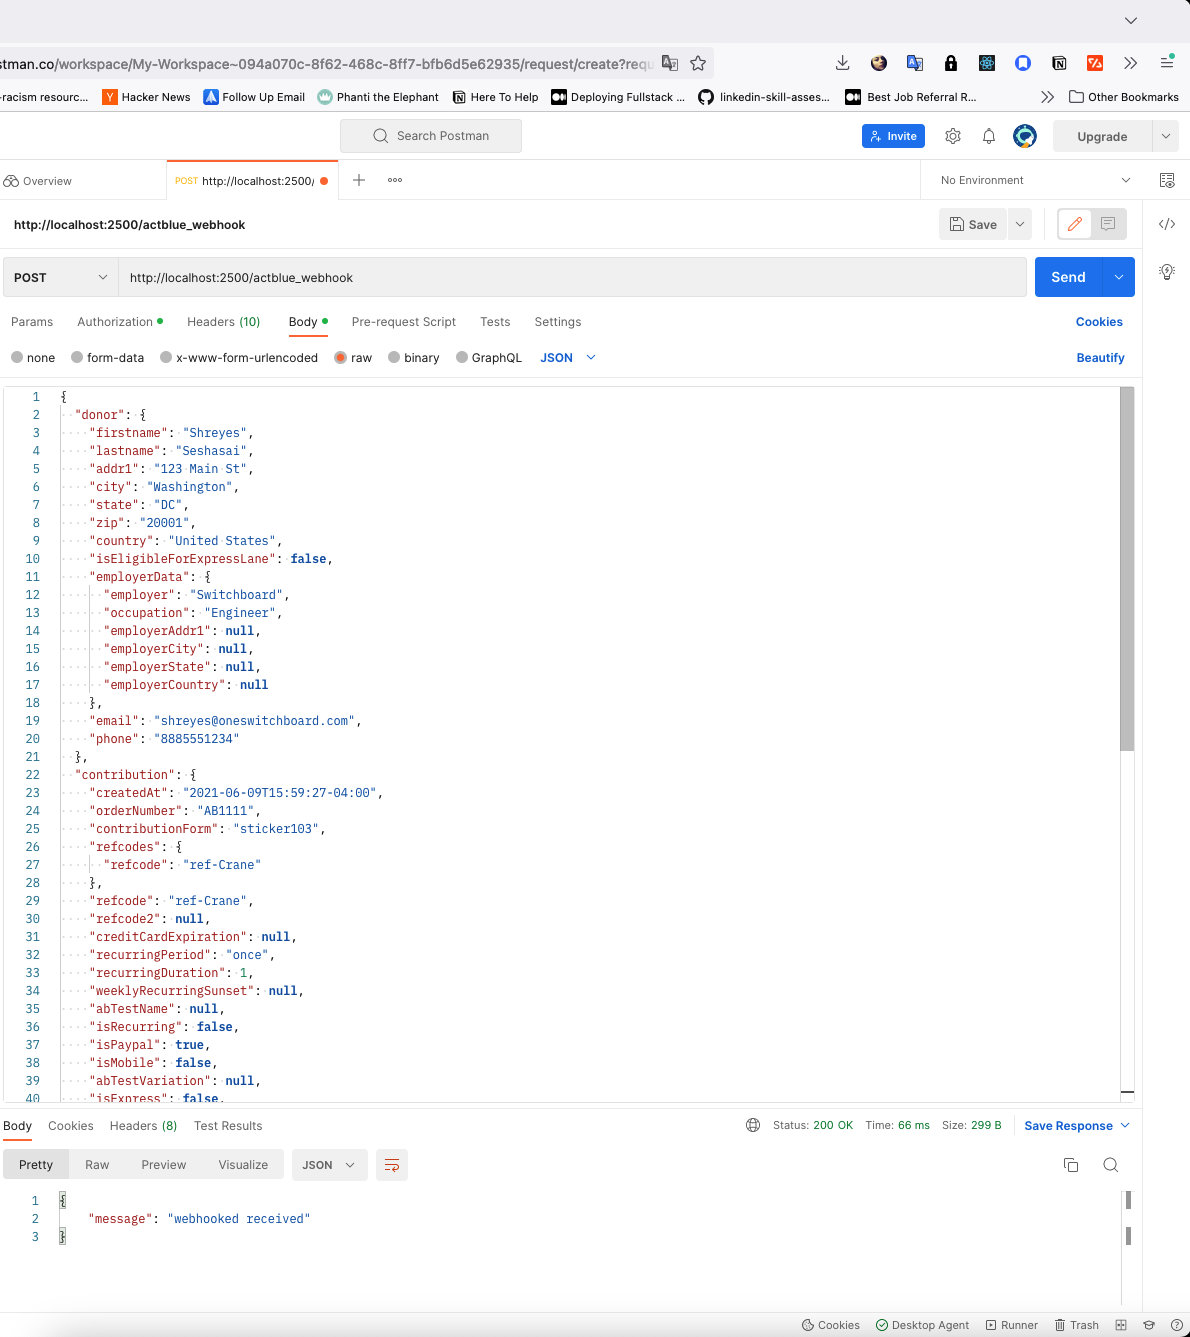 stman.co/workspace/My-Workspace~094a070c-8f62-468c-8ff7-bfb6d5e62935/request/create?requ
-racism resourc... Hacker News Follow Up Email Phanti the Elephant Here To Help Deploying Fullstack ... linkedin-skill-asses... Best Job Referral R... Other Bookmarks
Search Postman Invite Upgrade
Overview POST http://localhost:2500/ No Environment
http://localhost:2500/actblue_webhook Save
POST http://localhost:2500/actblue_webhook Send
Params Authorization Headers (10) Body Pre-request Script Tests Settings Cookies
none form-data x-www-form-urlencoded raw binary GraphQL JSON Beautify
1 {
2 "donor": {
3 "firstname": "Shreyes",
4 "lastname": "Seshasai",
5 "addr1": "123 Main St",
6 "city": "Washington",
7 "state": "DC",
8 "zip": "20001",
9 "country": "United States",
10 "isEligibleForExpressLane": false,
11 "employerData": {
12 "employer": "Switchboard",
13 "occupation": "Engineer",
14 "employerAddr1": null,
15 "employerCity": null,
16 "employerState": null,
17 "employerCountry": null
18 },
19 "email": "shreyes@oneswitchboard.com",
20 "phone": "8885551234"
21 },
22 "contribution": {
23 "createdAt": "2021-06-09T15:59:27-04:00",
24 "orderNumber": "AB1111",
25 "contributionForm": "sticker103",
26 "refcodes": {
27 "refcode": "ref-Crane"
28 },
29 "refcode": "ref-Crane",
30 "refcode2": null,
31 "creditCardExpiration": null,
32 "recurringPeriod": "once",
33 "recurringDuration": 1,
34 "weeklyRecurringSunset": null,
35 "abTestName": null,
36 "isRecurring": false,
37 "isPaypal": true,
38 "isMobile": false,
39 "abTestVariation": null,
40 "isExpress": false,
Body Cookies Headers (8) Test Results Status: 200 OK Time: 66 ms Size: 299 B Save Response
Pretty Raw Preview Visualize JSON
1 {
2 "message": "webhooked received"
3 }
Cookies Desktop Agent Runner Trash